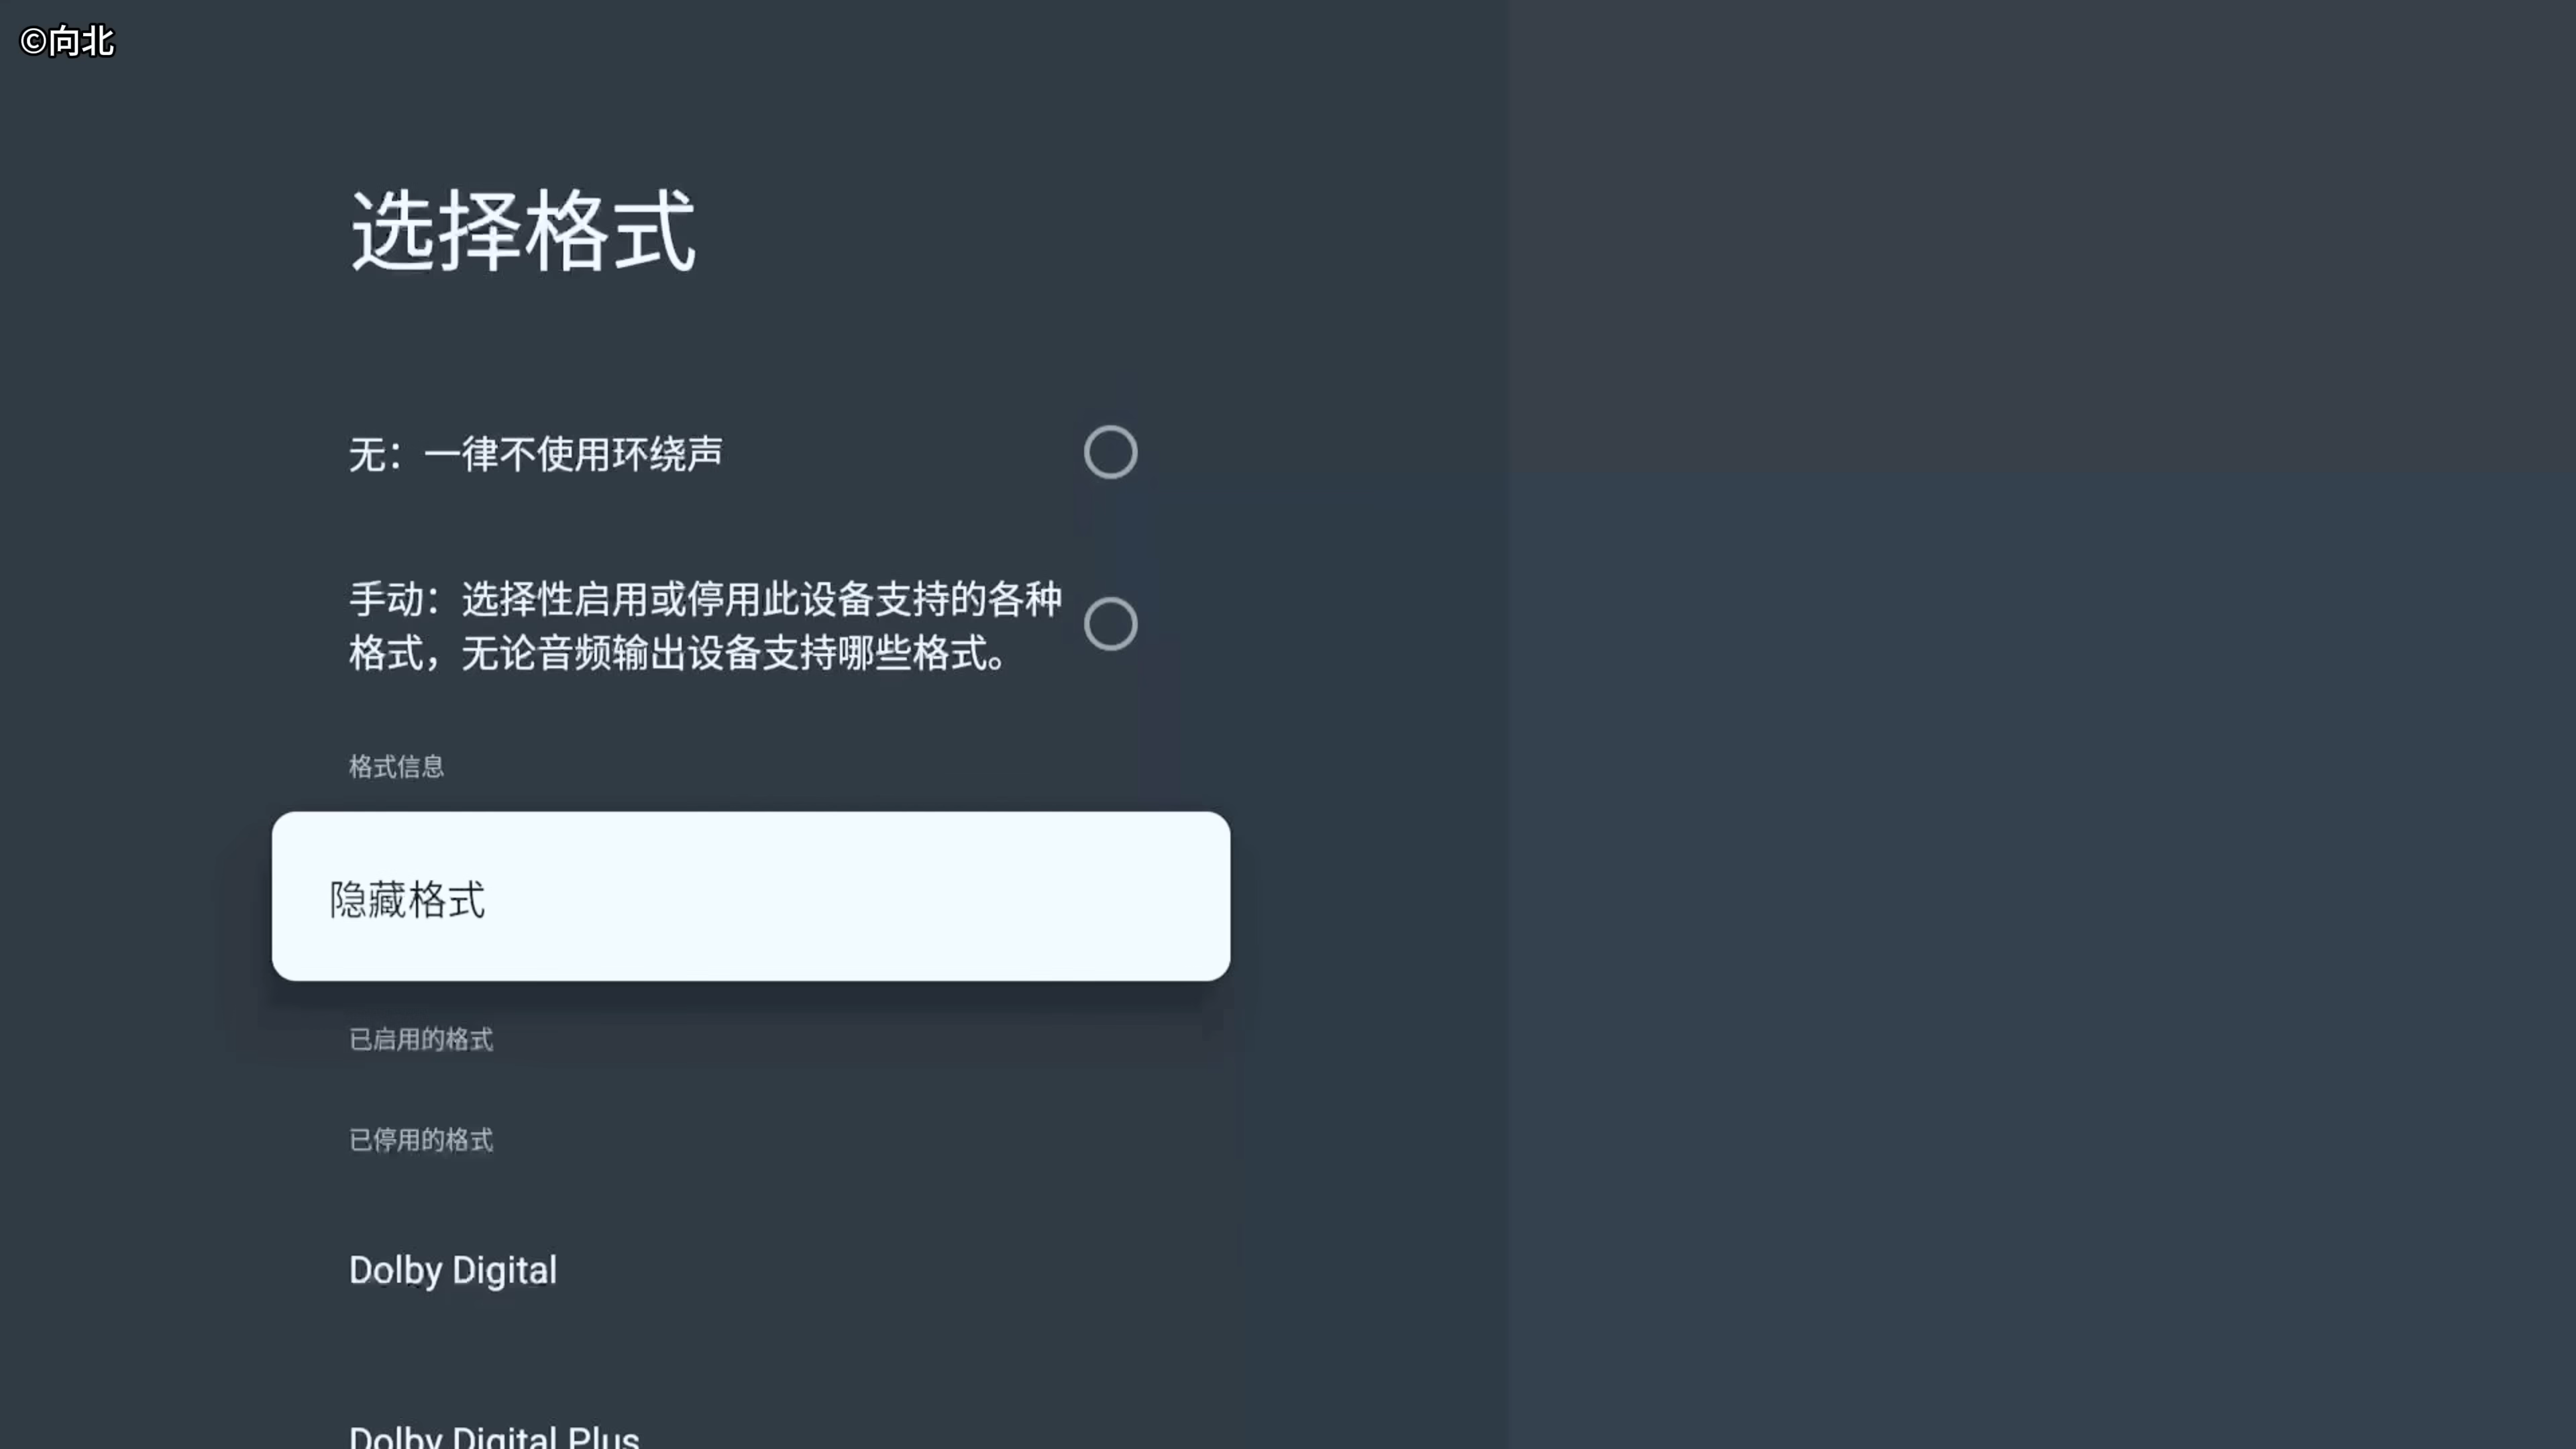 ©向北
选择格式
无：一律不使用环绕声
手动：选择性启用或停用此设备支持的各种
格式，无论音频输出设备支持哪些格式。
格式信息
隐藏格式
已启用的格式
已停用的格式
Dolby Digital
Dolby Digital Plus